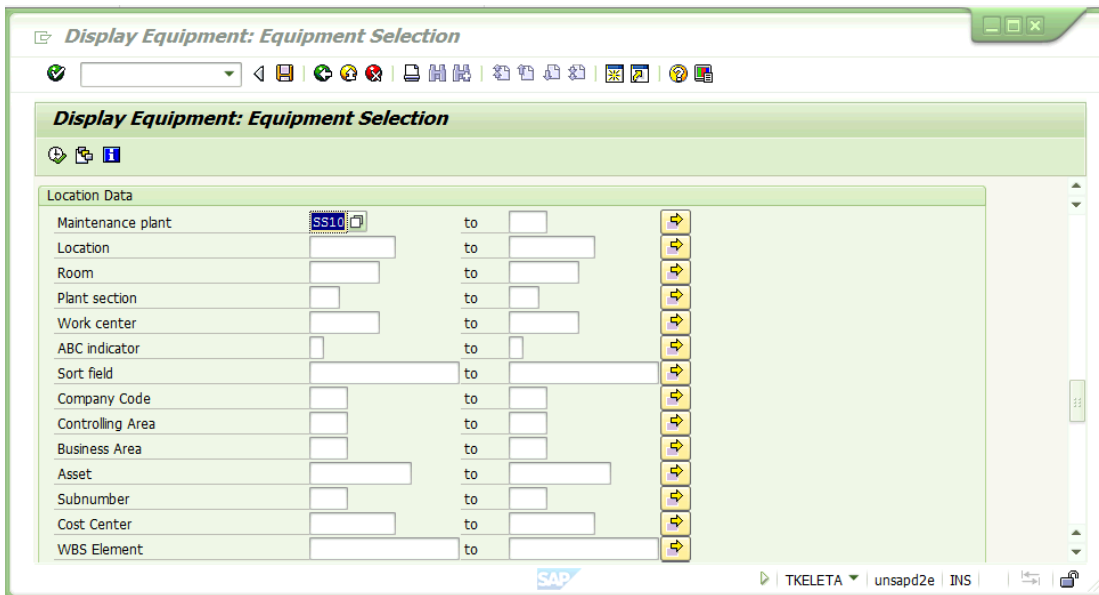 Display Equipment: Equipment Selection
Display Equipment: Equipment Selection
Location Data
Maintenance plant SS10 to
Location to
Room to
Plant section to
Work center to
ABC indicator to
Sort field to
Company Code to
Controlling Area to
Business Area to
Asset to
Subnumber to
Cost Center to
WBS Element to
SAP TKELETA unsapd2e INS